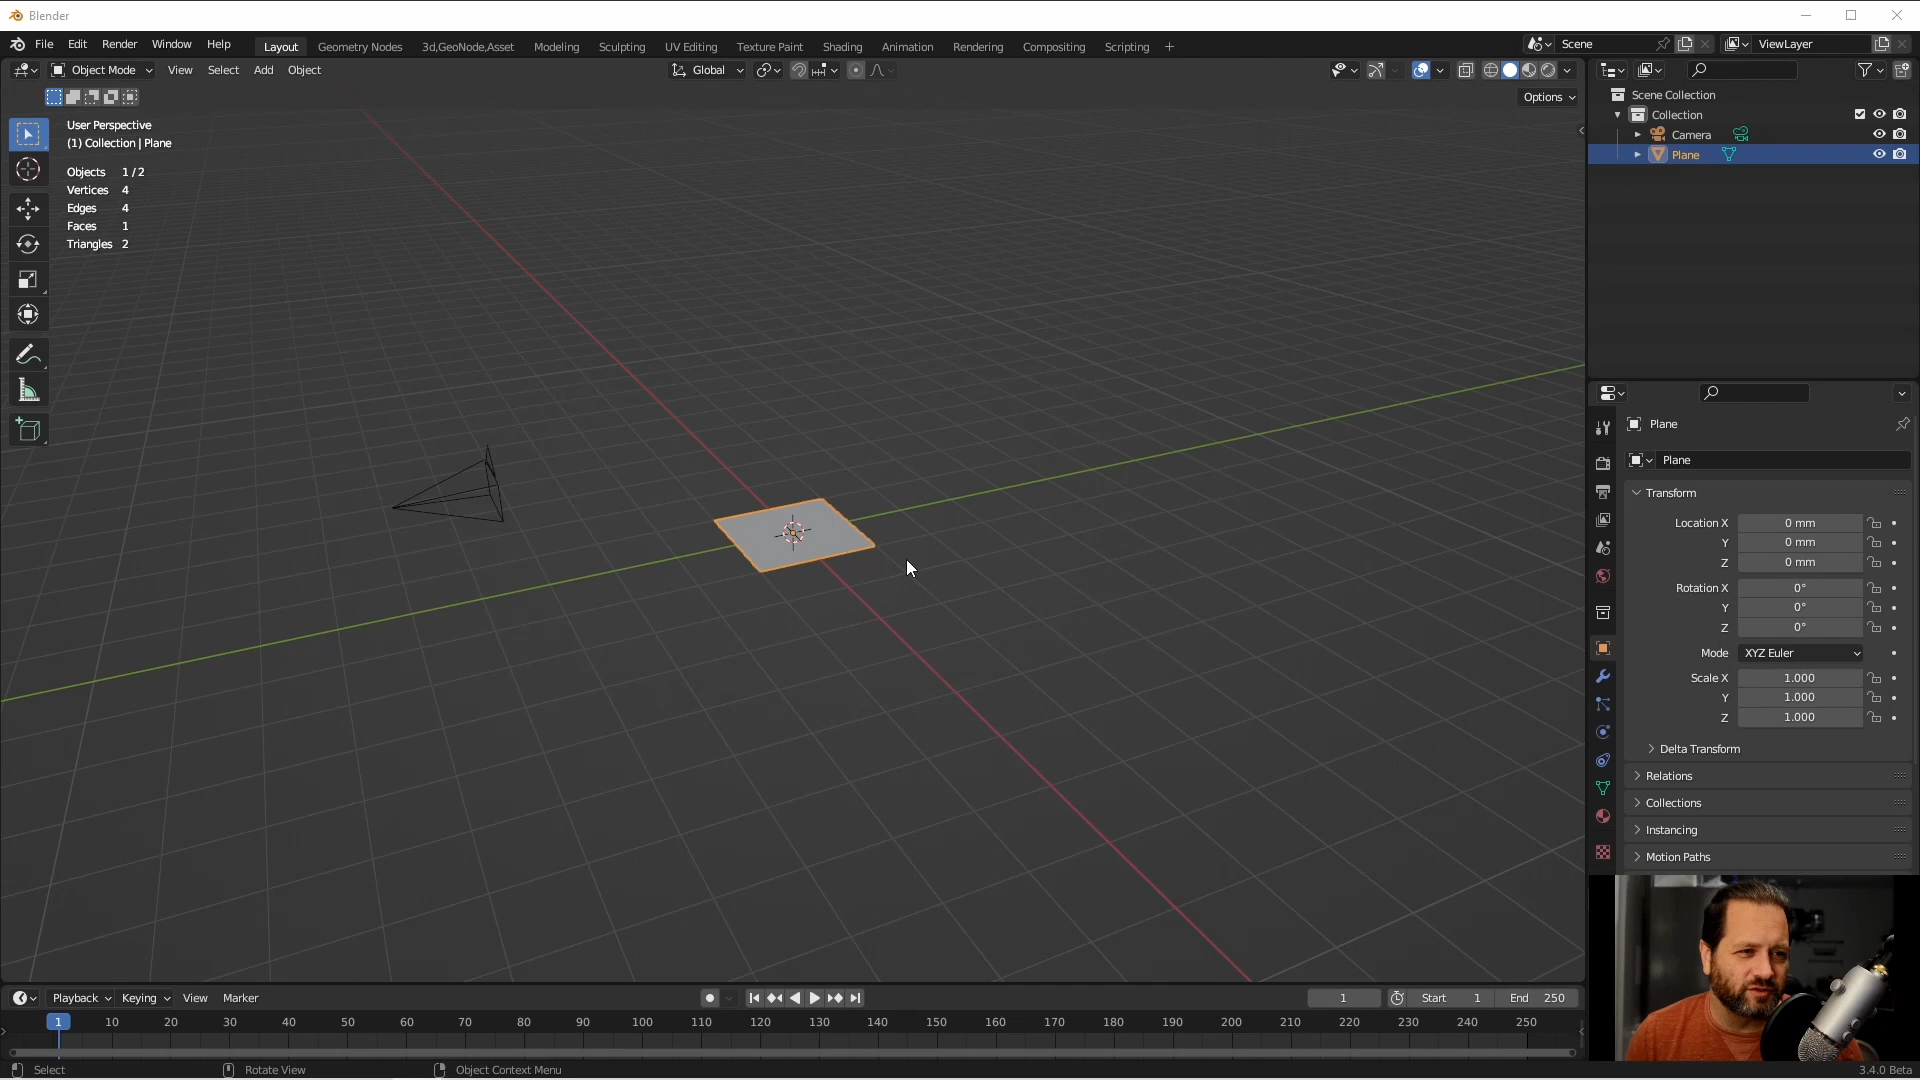 Blender
File Edit Render Window Help
Layout Geometry Nodes 3d,GeoNode,Asset Modeling Sculpting UV Editing Texture Paint Shading Animation Rendering Compositing Scripting +
Scene
ViewLayer
Object Mode View Select Add Object
Global
Options
User Perspective
(1) Collection | Plane
Objects 1 / 2
Vertices 4
Edges 4
Faces 1
Triangles 2
Scene Collection
Collection
Camera
Plane
Plane
Plane
Transform
Location X 0 mm
Y 0 mm
Z 0 mm
Rotation X 0°
Y 0°
Z 0°
Mode XYZ Euler
Scale X 1.000
Y 1.000
Z 1.000
Delta Transform
Relations
Collections
Instancing
Motion Paths
Playback Keying View Marker
1 Start 1 End 250
1 10 20 30 40 50 60 70 80 90 100 110 120 130 140 150 160 170 180 190 200 210 220 230 240 250
Select Rotate View Object Context Menu
3.4.0 Beta